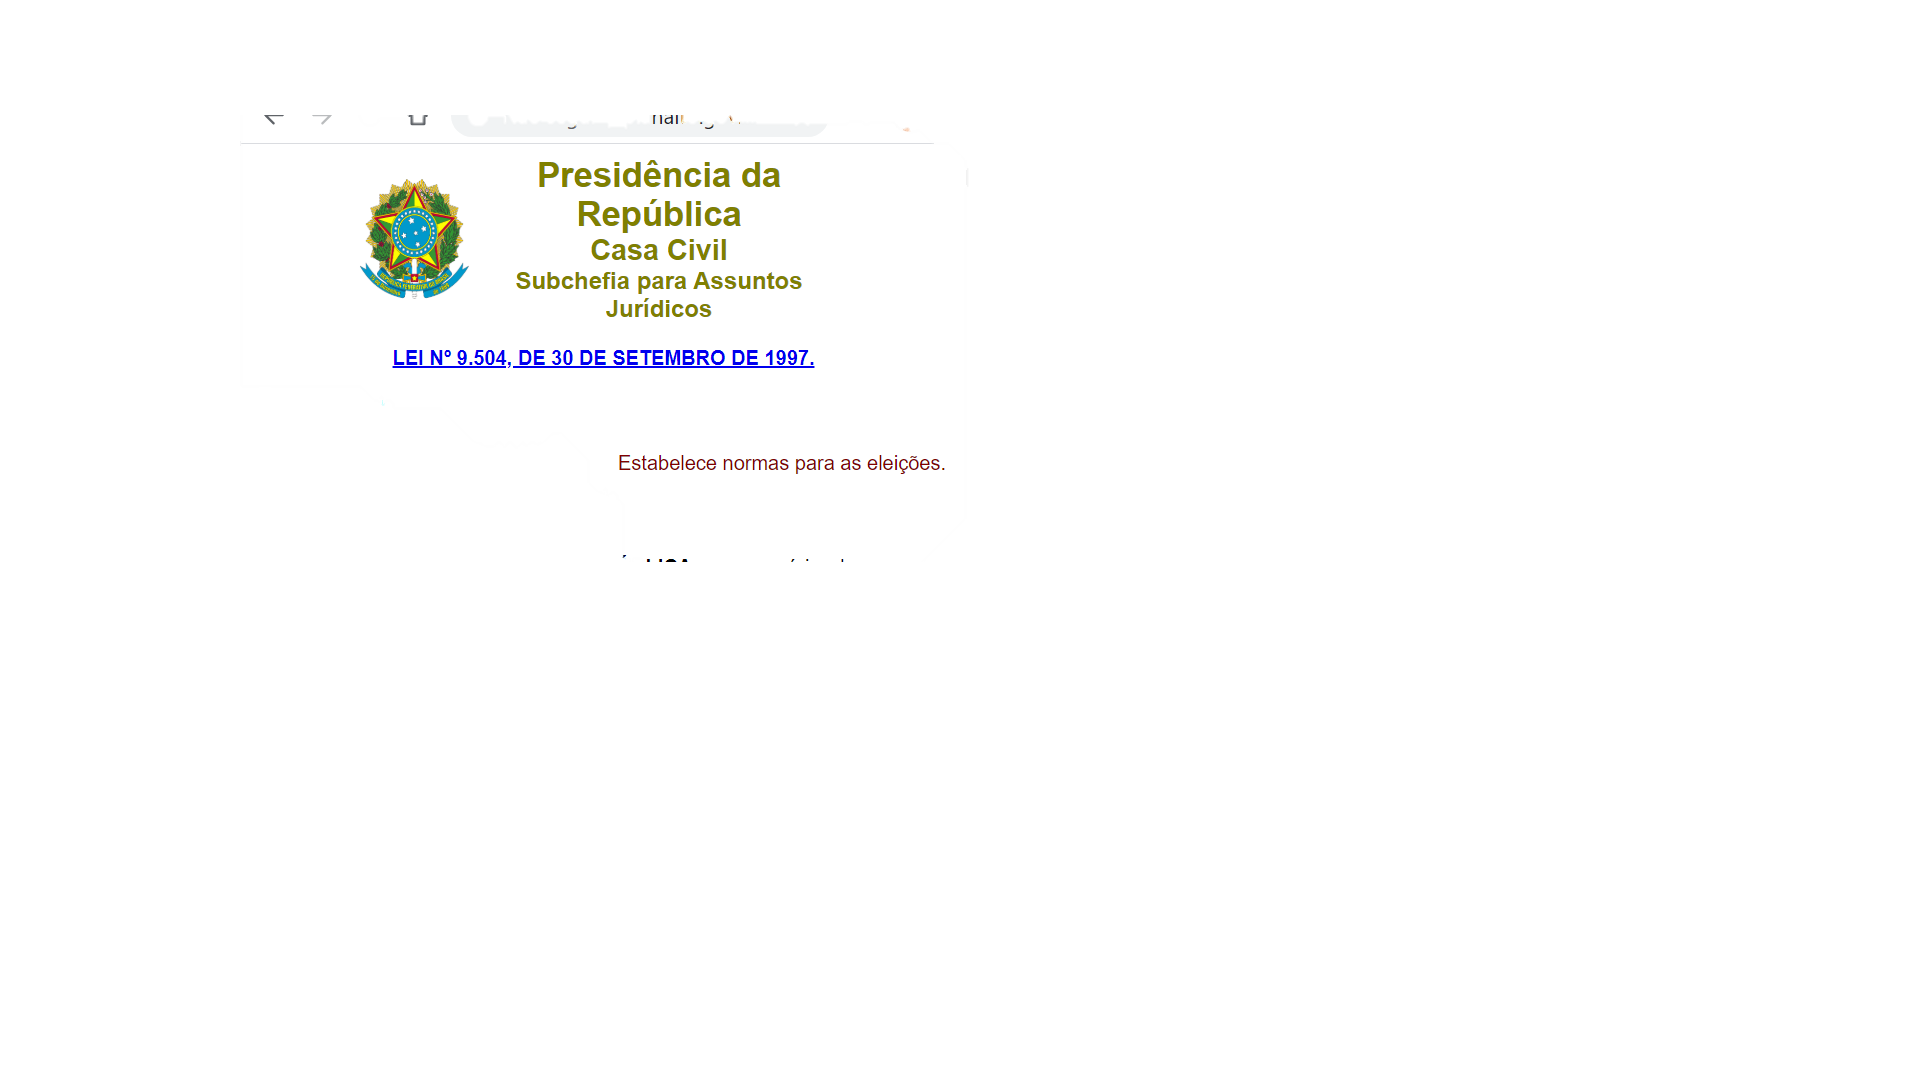 Presidência da
República
Casa Civil
Subchefia para Assuntos
Jurídicos
LEI Nº 9.504, DE 30 DE SETEMBRO DE 1997.
Estabelece normas para as eleições.